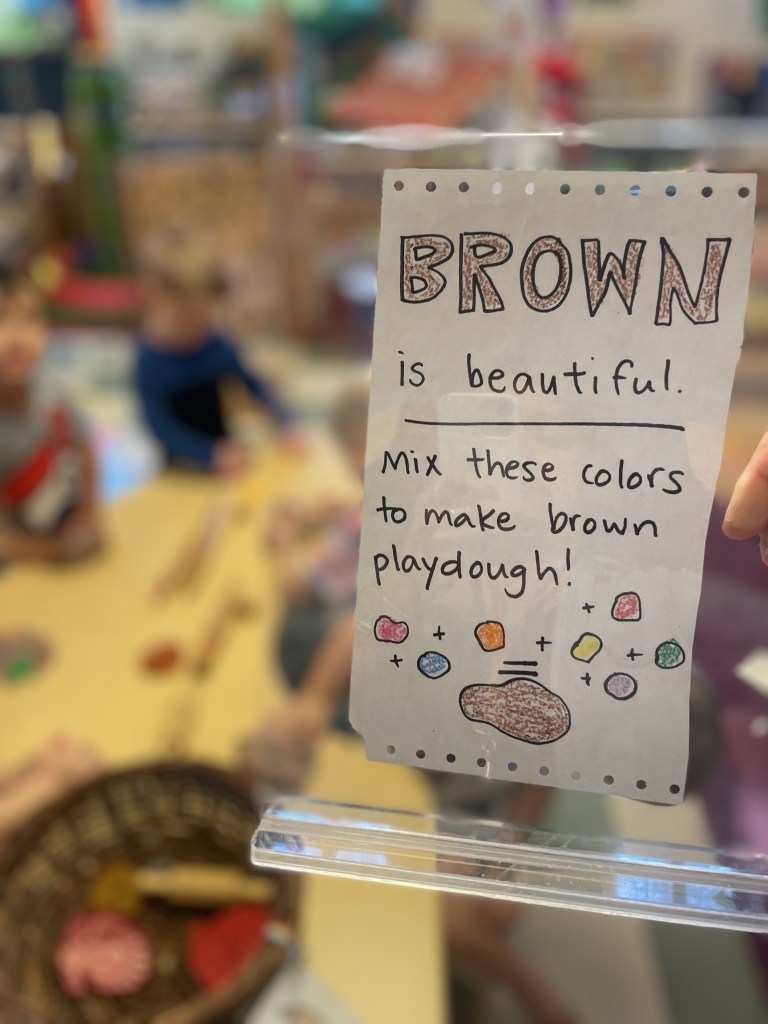 BROWN
is beautiful.
Mix these colors
to make brown
playdough!
+
+ +
+ +
+
=